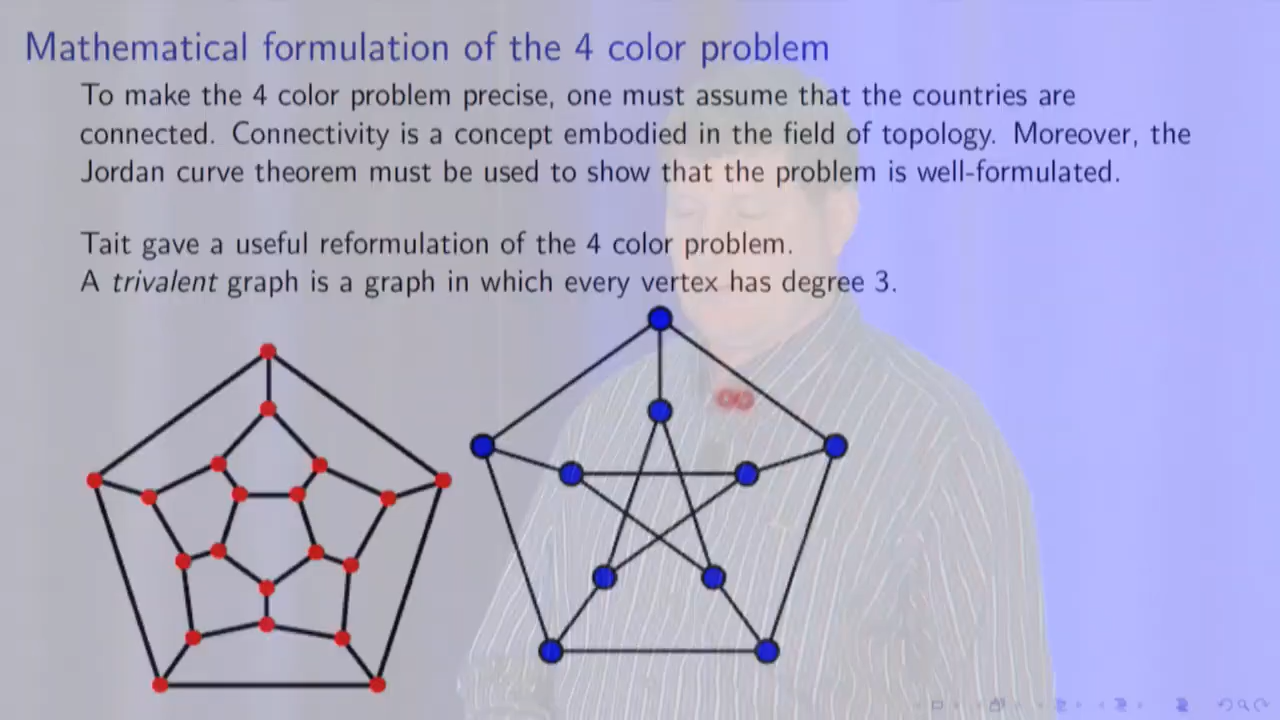 Mathematical formulation of the 4 color problem
To make the 4 color problem precise, one must assume that the countries are
connected. Connectivity is a concept embodied in the field of topology. Moreover, the
Jordan curve theorem must be used to show that the problem is well-formulated.
Tait gave a useful reformulation of the 4 color problem.
A trivalent graph is a graph in which every vertex has degree 3.